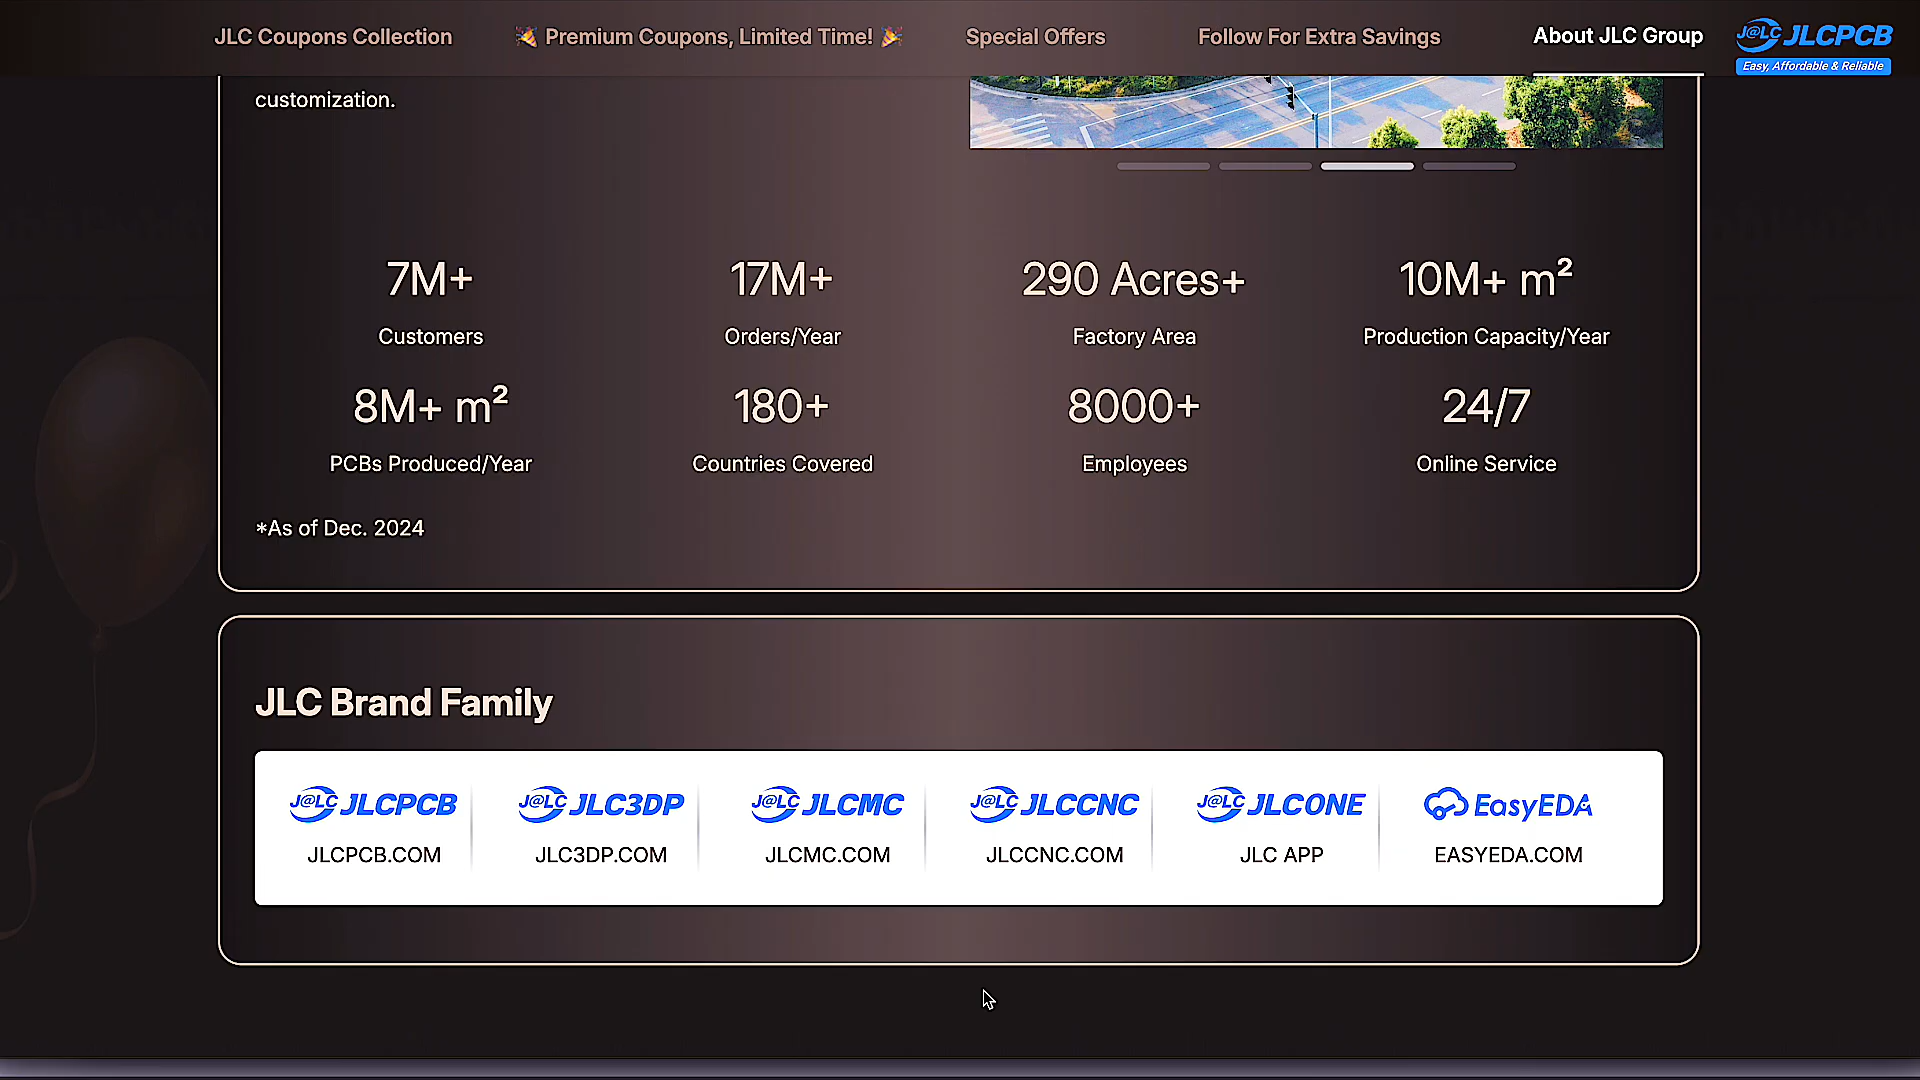 JLC Coupons Collection
🎉 Premium Coupons, Limited Time! 🎉
Special Offers
Follow For Extra Savings
About JLC Group
J@LC JLCPCB
Easy, Affordable & Reliable
customization.
7M+
Customers
17M+
Orders/Year
290 Acres+
Factory Area
10M+ m²
Production Capacity/Year
8M+ m²
PCBs Produced/Year
180+
Countries Covered
8000+
Employees
24/7
Online Service
*As of Dec. 2024
JLC Brand Family
J@LC JLCPCB
JLCPCB.COM
J@LC JLC3DP
JLC3DP.COM
J@LC JLCMC
JLCMC.COM
J@LC JLCCNC
JLCCNC.COM
J@LC JLCONE
JLC APP
EasyEDA
EASYEDA.COM